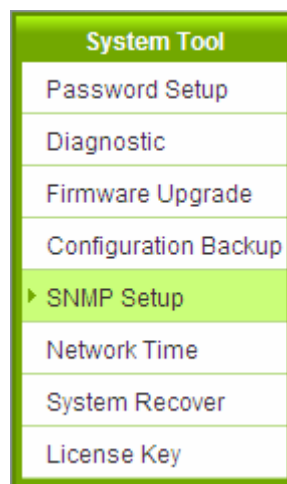 System Tool
Password Setup
Diagnostic
Firmware Upgrade
Configuration Backup
SNMP Setup
Network Time
System Recover
License Key